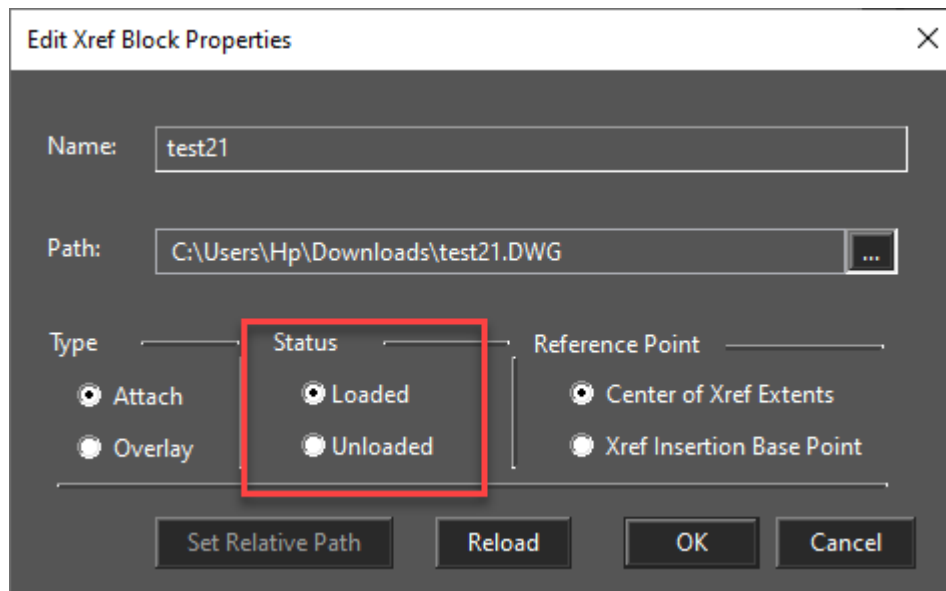 Edit Xref Block Properties
Name: test21
Path: C:\Users\Hp\Downloads\test21.DWG ...
Type Status Reference Point
Attach Loaded Center of Xref Extents
Overlay Unloaded Xref Insertion Base Point
Set Relative Path Reload OK Cancel